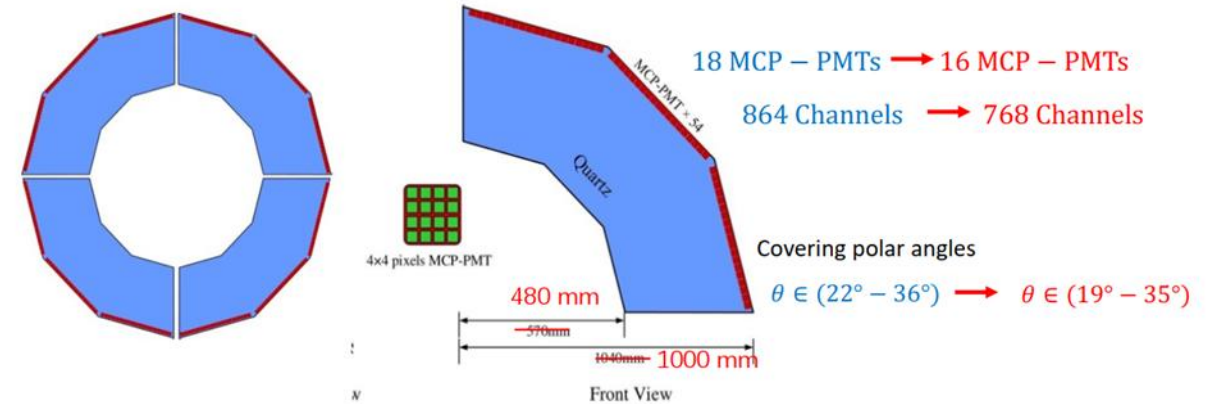 18 MCP – PMTs → 16 MCP – PMTs
864 Channels → 768 Channels
MCP-PMT × 54
Quartz
4×4 pixels MCP-PMT
Covering polar angles
θ ∈ (22° – 36°) → θ ∈ (19° – 35°)
480 mm
570mm
1040mm 1000 mm
Front View